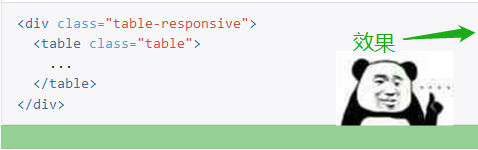 <div class="table-responsive">
  <table class="table">
    ...
  </table>
</div>
效果